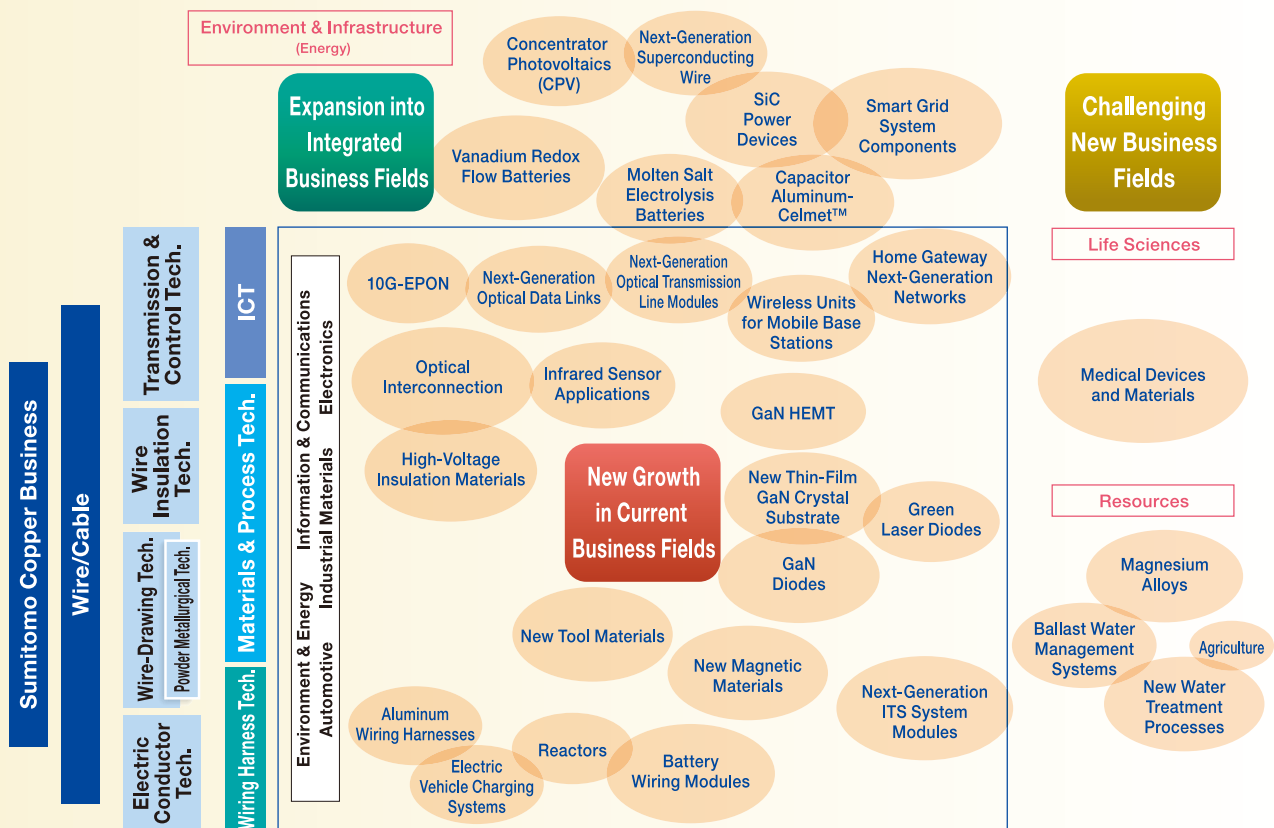 Environment & Infrastructure
(Energy)
Concentrator
Photovoltaics
(CPV)
Next-Generation
Superconducting
Wire
SiC
Power
Devices
Smart Grid
System
Components
Expansion into
Integrated
Business Fields
Challenging
New Business
Fields
Vanadium Redox
Flow Batteries
Molten Salt
Electrolysis
Batteries
Capacitor
Aluminum-
Celmet™
Sumitomo Copper Business
Wire/Cable
Transmission &
Control Tech.
Wire
Insulation
Tech.
Wire-Drawing Tech.
Powder Metallurgical Tech.
Electric
Conductor
Tech.
ICT
Materials & Process Tech.
Wiring Harness Tech.
Environment & Energy Information & Communications
Automotive Industrial Materials Electronics
10G-EPON
Next-Generation
Optical Data Links
Next-Generation
Optical Transmission
Line Modules
Wireless Units
for Mobile Base
Stations
Home Gateway
Next-Generation
Networks
Optical
Interconnection
Infrared Sensor
Applications
GaN HEMT
High-Voltage
Insulation Materials
New Growth
in Current
Business Fields
New Thin-Film
GaN Crystal
Substrate
Green
Laser Diodes
GaN
Diodes
New Tool Materials
New Magnetic
Materials
Next-Generation
ITS System
Modules
Aluminum
Wiring Harnesses
Electric
Vehicle Charging
Systems
Reactors
Battery
Wiring Modules
Life Sciences
Medical Devices
and Materials
Resources
Magnesium
Alloys
Ballast Water
Management
Systems
Agriculture
New Water
Treatment
Processes